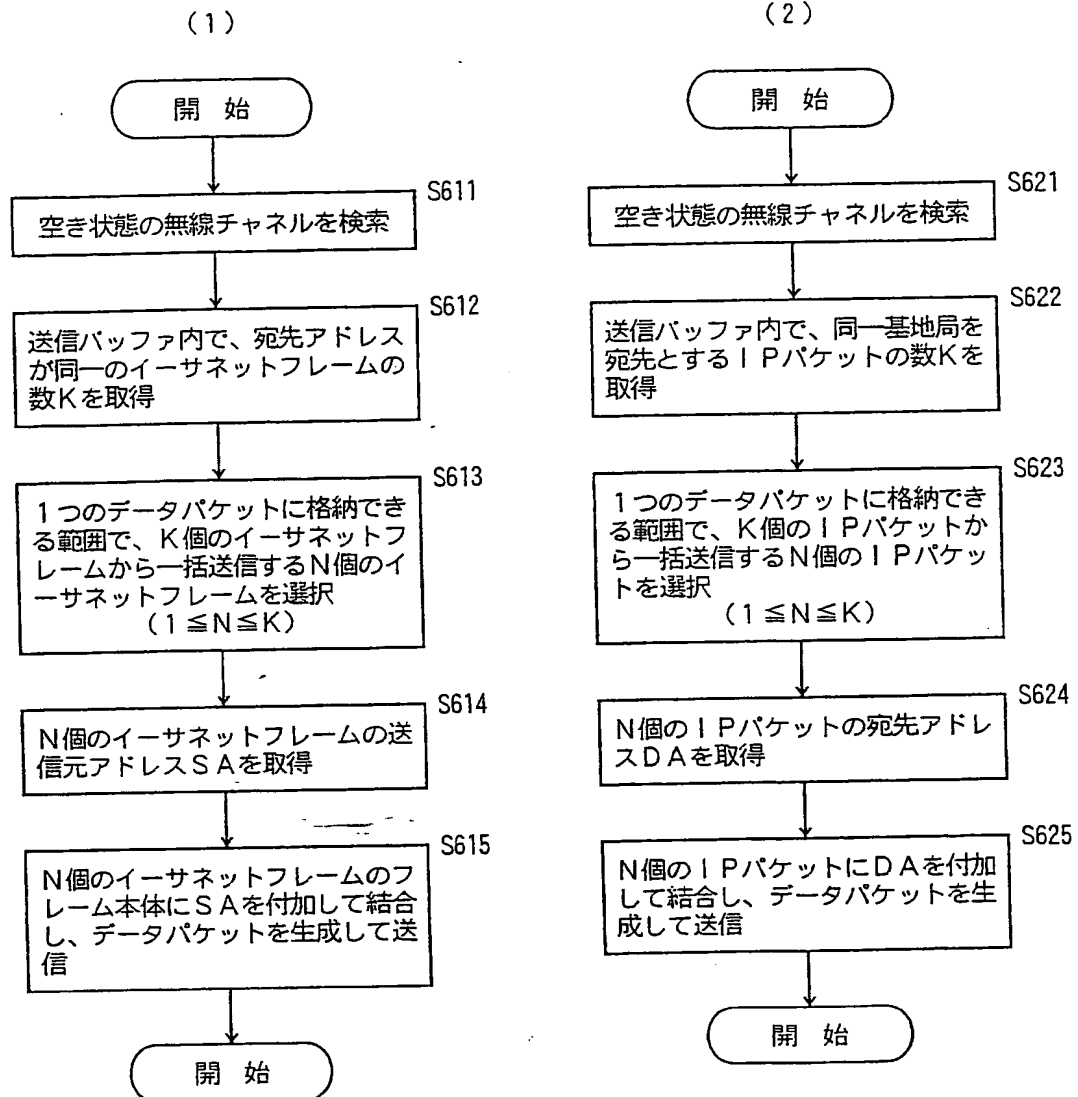 (1)
開 始
S611
空き状態の無線チャネルを検索
S612
送信バッファ内で、宛先アドレス
が同一のイーサネットフレームの
数Kを取得
S613
1つのデータパケットに格納でき
る範囲で、K個のイーサネットフ
レームから一括送信するN個のイ
ーサネットフレームを選択
(1≦N≦K)
S614
N個のイーサネットフレームの送
信元アドレスSAを取得
S615
N個のイーサネットフレームのフ
レーム本体にSAを付加して結合
し、データパケットを生成して送
信
開 始
(2)
開 始
S621
空き状態の無線チャネルを検索
S622
送信バッファ内で、同一基地局を
宛先とするIPパケットの数Kを
取得
S623
1つのデータパケットに格納でき
る範囲で、K個のIPパケットか
ら一括送信するN個のIPパケッ
トを選択
(1≦N≦K)
S624
N個のIPパケットの宛先アドレ
スDAを取得
S625
N個のIPパケットにDAを付加
して結合し、データパケットを生
成して送信
開 始